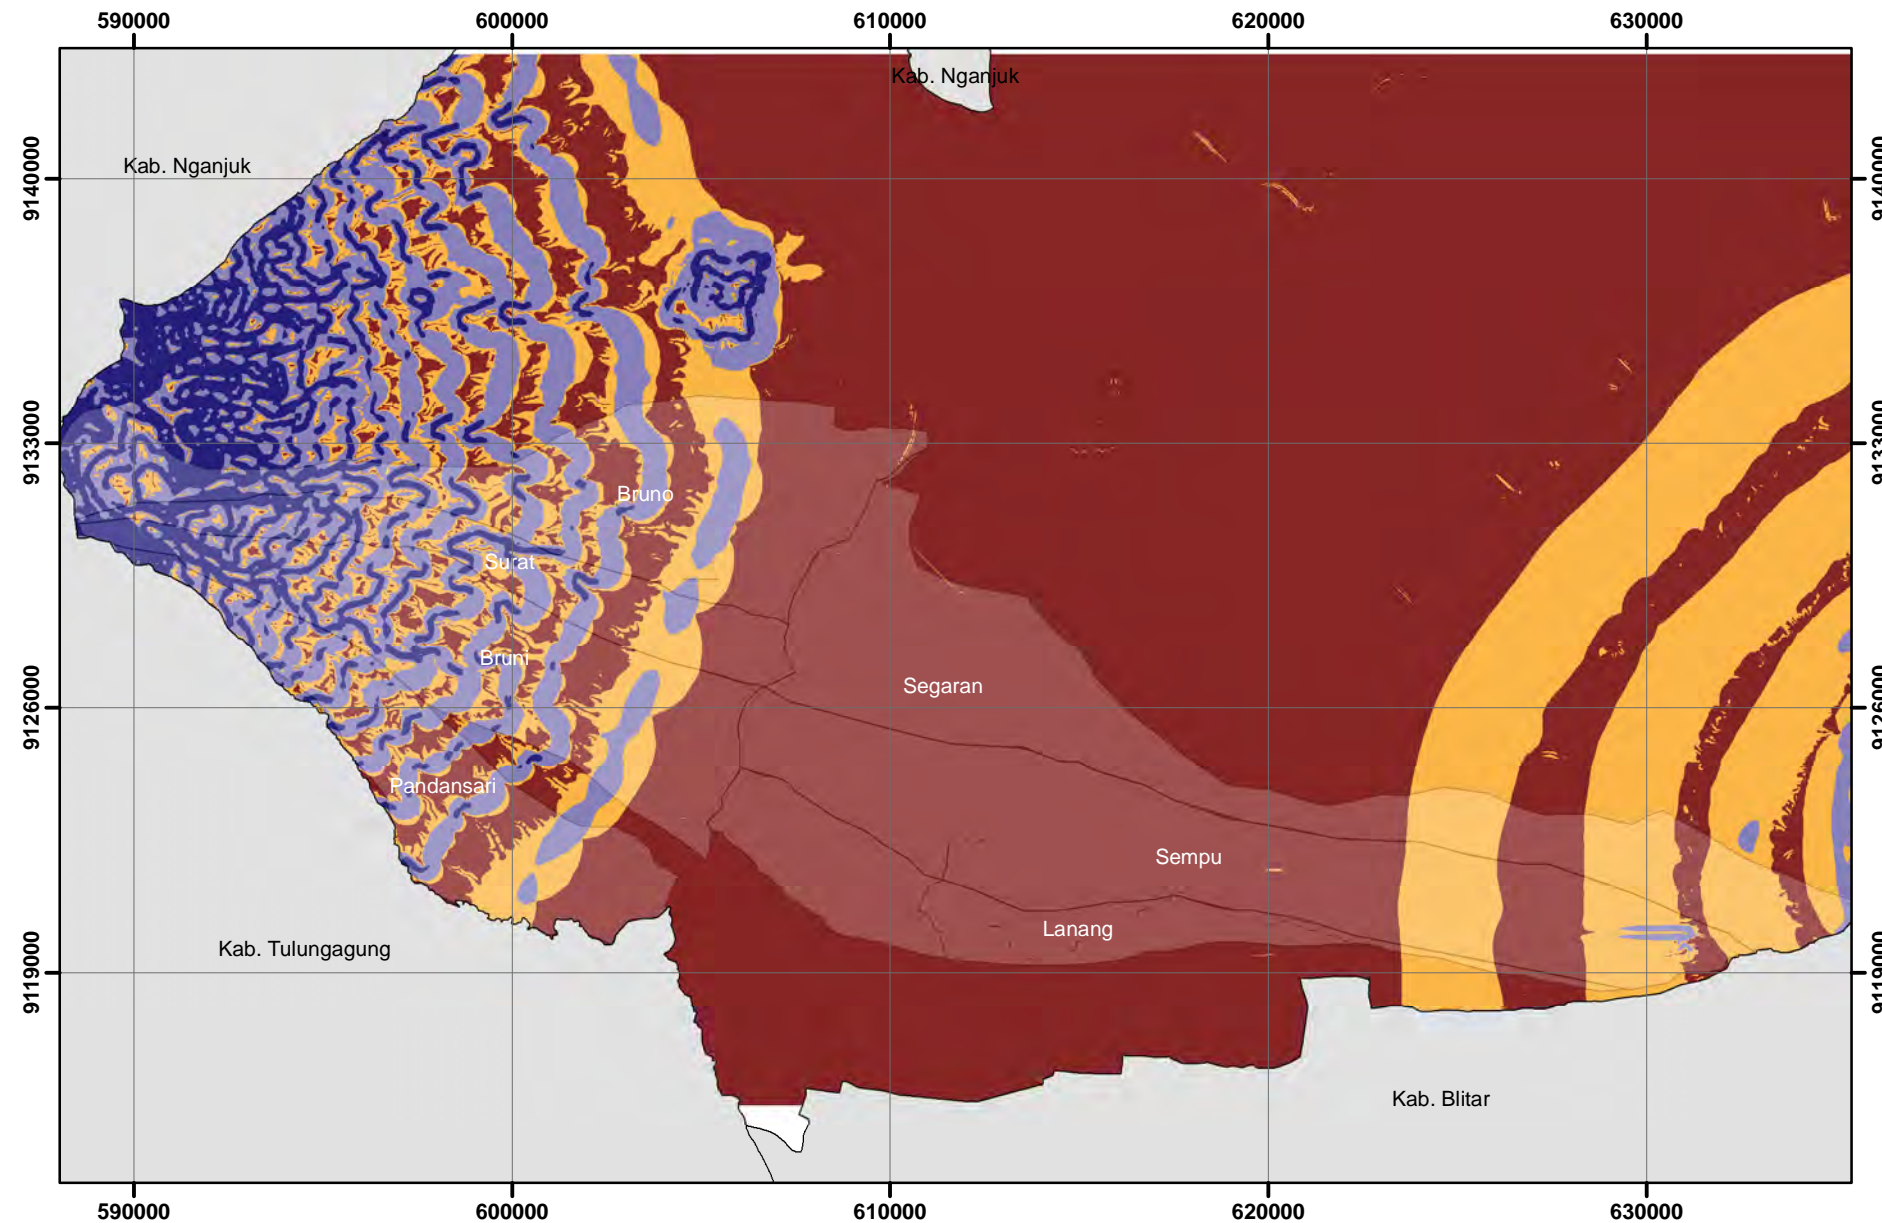 590000 600000 610000 620000 630000
Kab. Nganjuk
Kab. Nganjuk
9140000 9140000
9133000 9133000
Bruno
Surat
Bruni
Segaran
9126000 9126000
Pandansari
Sempu
Lanang
Kab. Tulungagung
9119000 9119000
Kab. Blitar
590000 600000 610000 620000 630000